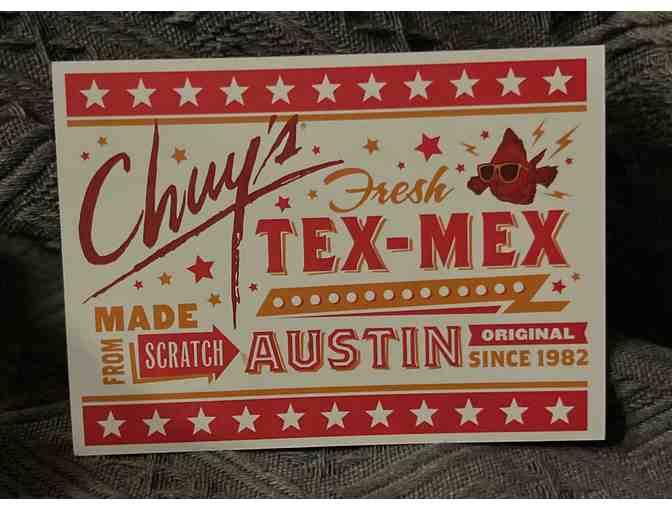 Chuy's
Fresh
TEX-MEX
MADE
FROM
SCRATCH
AUSTIN
ORIGINAL
SINCE 1982